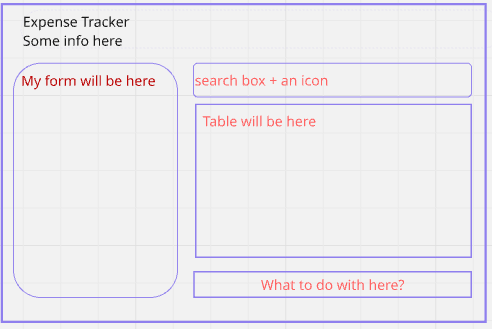 Expense Tracker
Some info here
My form will be here
search box + an icon
Table will be here
What to do with here?